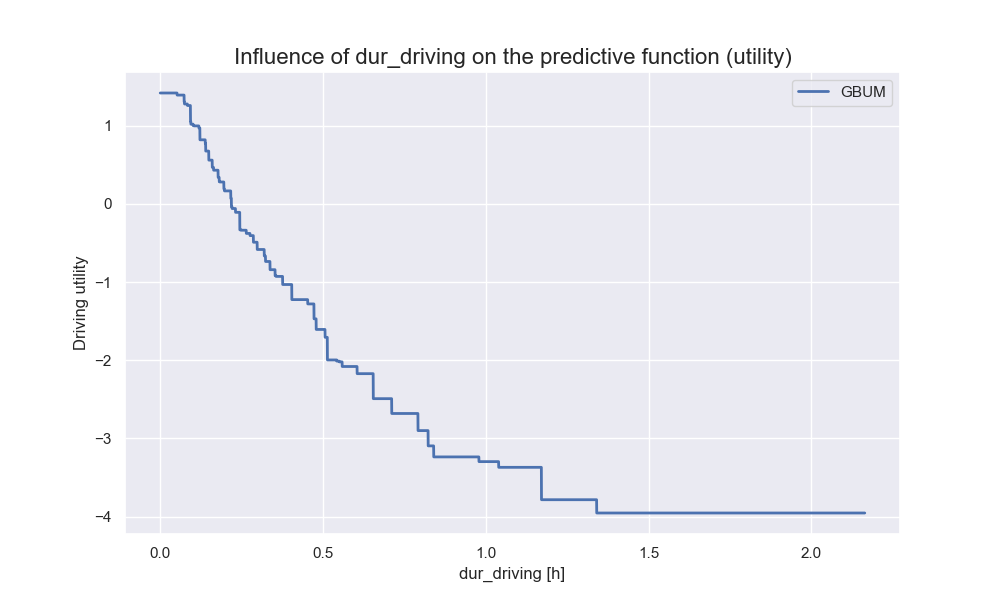 Influence of dur_driving on the predictive function (utility)
GBUM
1
0
−1
−2
−3
−4
Driving utility
0.0 0.5 1.0 1.5 2.0
dur_driving [h]